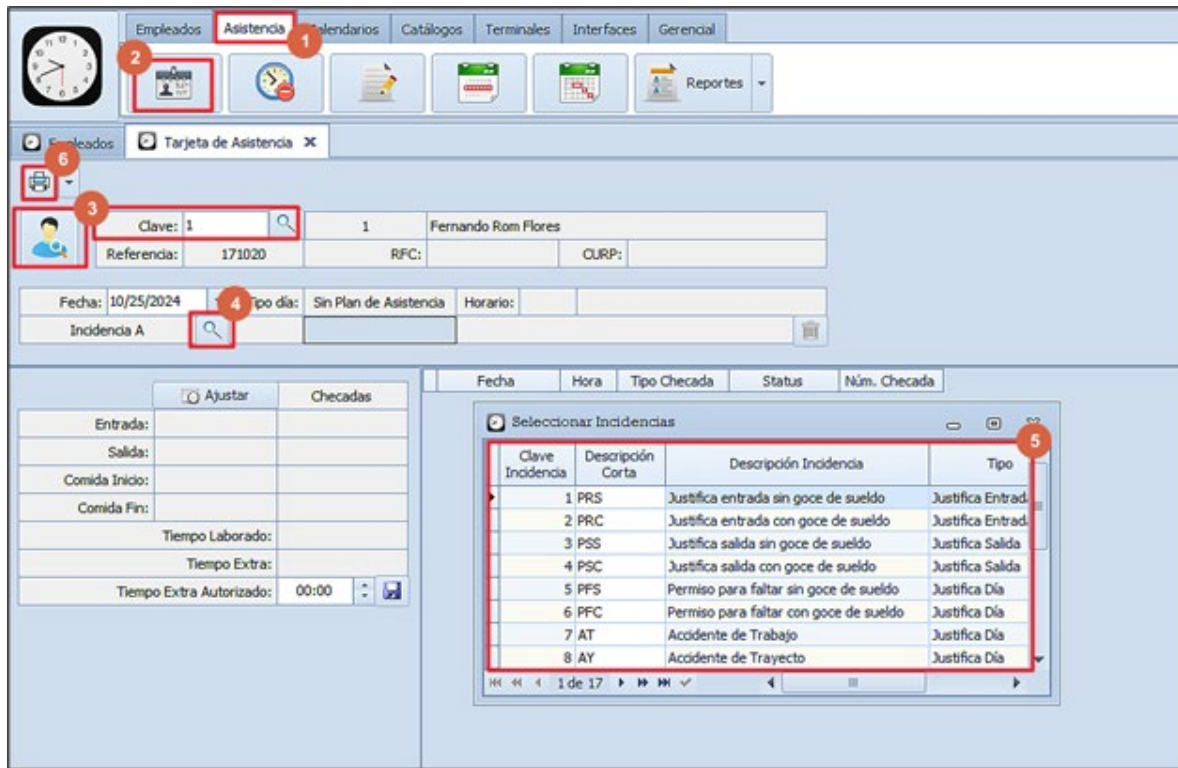 Empleados Asistencia Calendarios Catálogos Terminales Interfaces Gerencial
1
2
Reportes
Empleados Tarjeta de Asistencia
6
3
Clave: 1 1 Fernando Rom Flores
Referencia: 171020 RFC: CURP:
Fecha: 10/25/2024 4 Tipo día: Sin Plan de Asistencia Horario:
Incidencia A
Ajustar Checadas
Entrada:
Salida:
Comida Inicio:
Comida Fin:
Tiempo Laborado:
Tiempo Extra:
Tiempo Extra Autorizado: 00:00
Fecha Hora Tipo Checada Status Núm. Checada
Seleccionar Incidencias
5
Clave Incidencia Descripción Corta Descripción Incidencia Tipo
1 PRS Justifica entrada sin goce de sueldo Justifica Entrad
2 PRC Justifica entrada con goce de sueldo Justifica Entrad
3 PSS Justifica salida sin goce de sueldo Justifica Salida
4 PSC Justifica salida con goce de sueldo Justifica Salida
5 PFS Permiso para faltar sin goce de sueldo Justifica Día
6 PFC Permiso para faltar con goce de sueldo Justifica Día
7 AT Accidente de Trabajo Justifica Día
8 AY Accidente de Trayecto Justifica Día
1 de 17